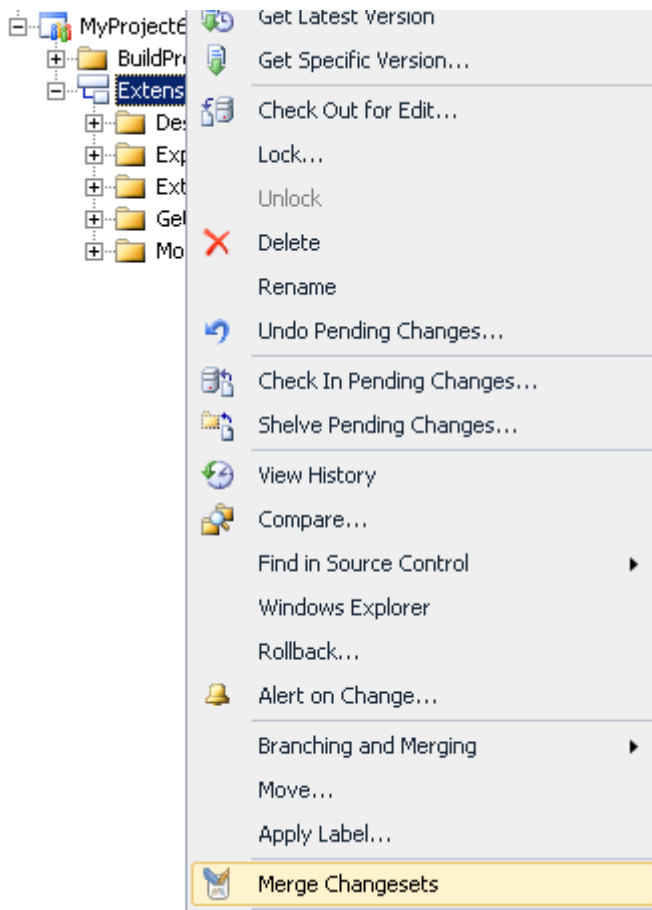 MyProject6
BuildPr
Extens
Des
Exp
Ext
Get
Mo
Get Latest Version
Get Specific Version...
Check Out for Edit...
Lock...
Unlock
Delete
Rename
Undo Pending Changes...
Check In Pending Changes...
Shelve Pending Changes...
View History
Compare...
Find in Source Control
Windows Explorer
Rollback...
Alert on Change...
Branching and Merging
Move...
Apply Label...
Merge Changesets